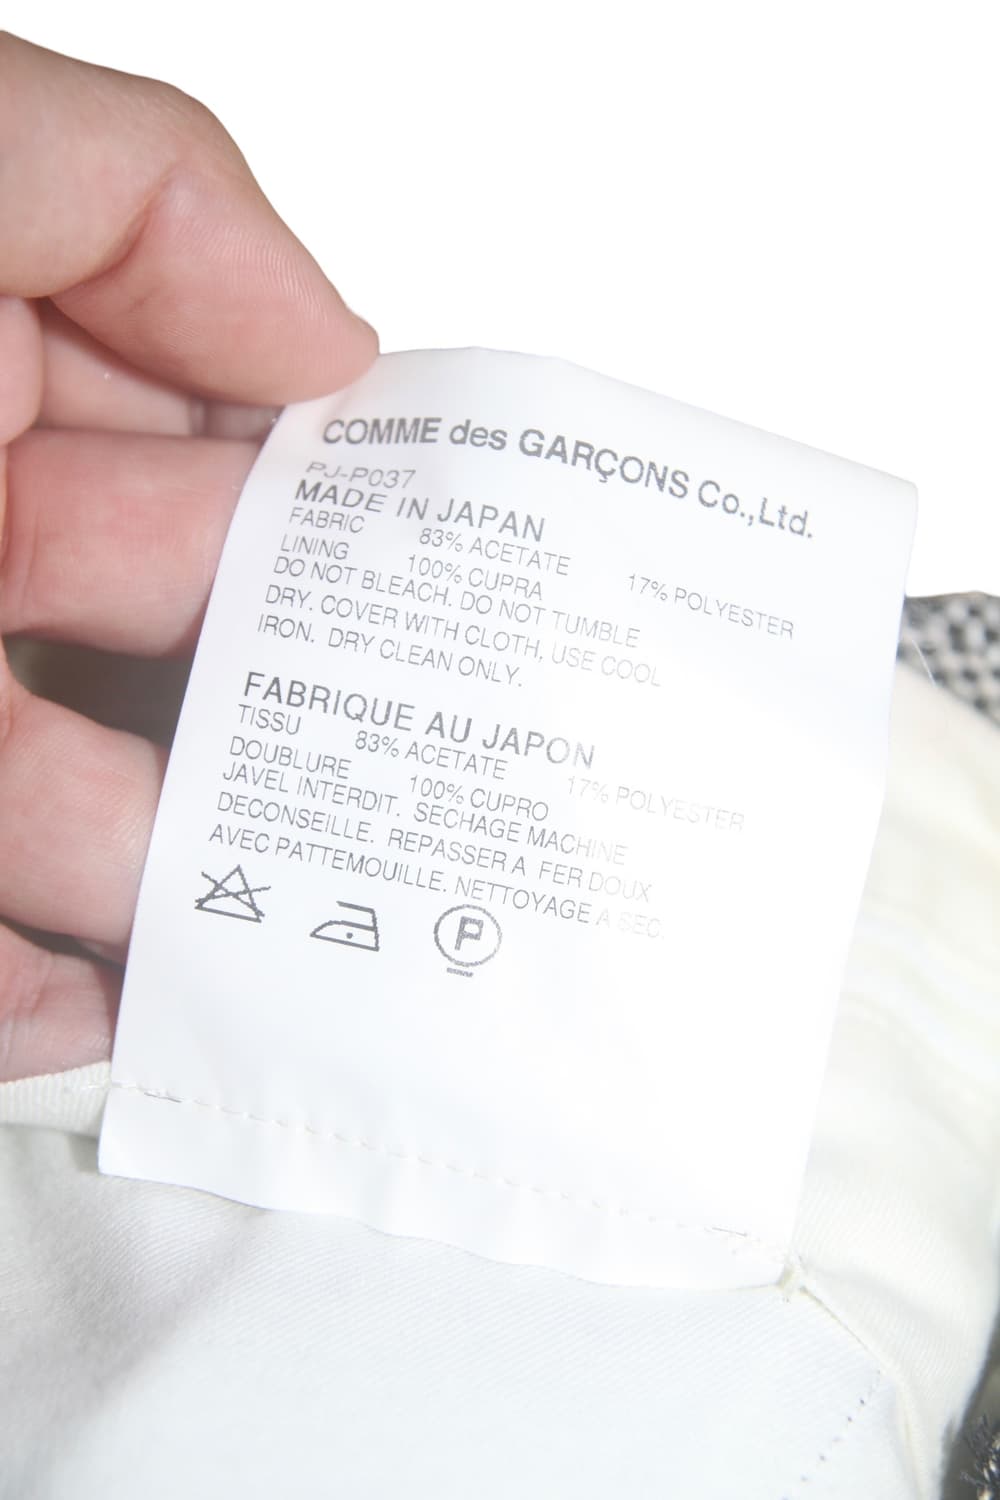 COMME des GARÇONS Co.,Ltd.
PJ-P037
MADE IN JAPAN
FABRIC 83% ACETATE 17% POLYESTER
LINING 100% CUPRA
DO NOT BLEACH. DO NOT TUMBLE
DRY. COVER WITH CLOTH, USE COOL
IRON. DRY CLEAN ONLY.
FABRIQUE AU JAPON
TISSU 83% ACETATE 17% POLYESTER
DOUBLURE 100% CUPRO
JAVEL INTERDIT. SECHAGE MACHINE
DECONSEILLE. REPASSER A FER DOUX
AVEC PATTEMOUILLE. NETTOYAGE A SEC.
P